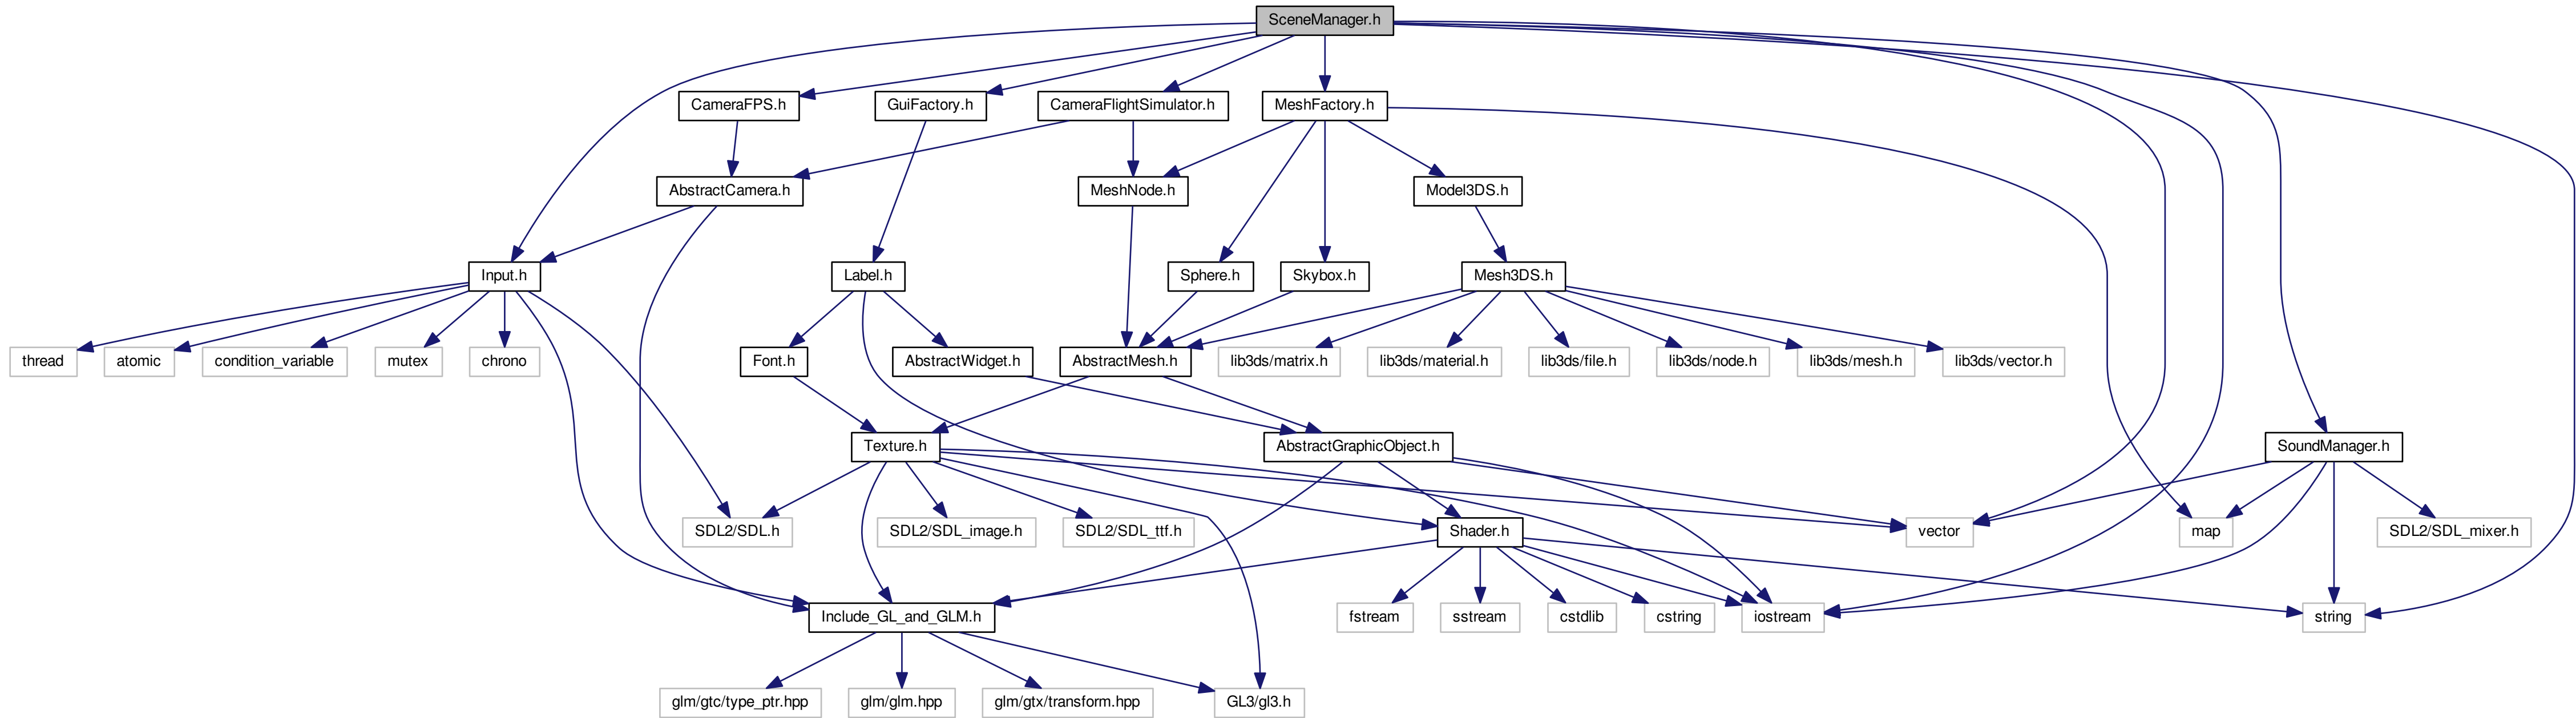 SceneManager.h
CameraFPS.h
GuiFactory.h
CameraFlightSimulator.h
MeshFactory.h
AbstractCamera.h
MeshNode.h
Model3DS.h
Input.h
Label.h
Sphere.h
Skybox.h
Mesh3DS.h
thread
atomic
condition_variable
mutex
chrono
Font.h
AbstractWidget.h
AbstractMesh.h
lib3ds/matrix.h
lib3ds/material.h
lib3ds/file.h
lib3ds/node.h
lib3ds/mesh.h
lib3ds/vector.h
Texture.h
AbstractGraphicObject.h
SoundManager.h
SDL2/SDL.h
SDL2/SDL_image.h
SDL2/SDL_ttf.h
Shader.h
vector
map
SDL2/SDL_mixer.h
Include_GL_and_GLM.h
fstream
sstream
cstdlib
cstring
iostream
string
glm/gtc/type_ptr.hpp
glm/glm.hpp
glm/gtx/transform.hpp
GL3/gl3.h